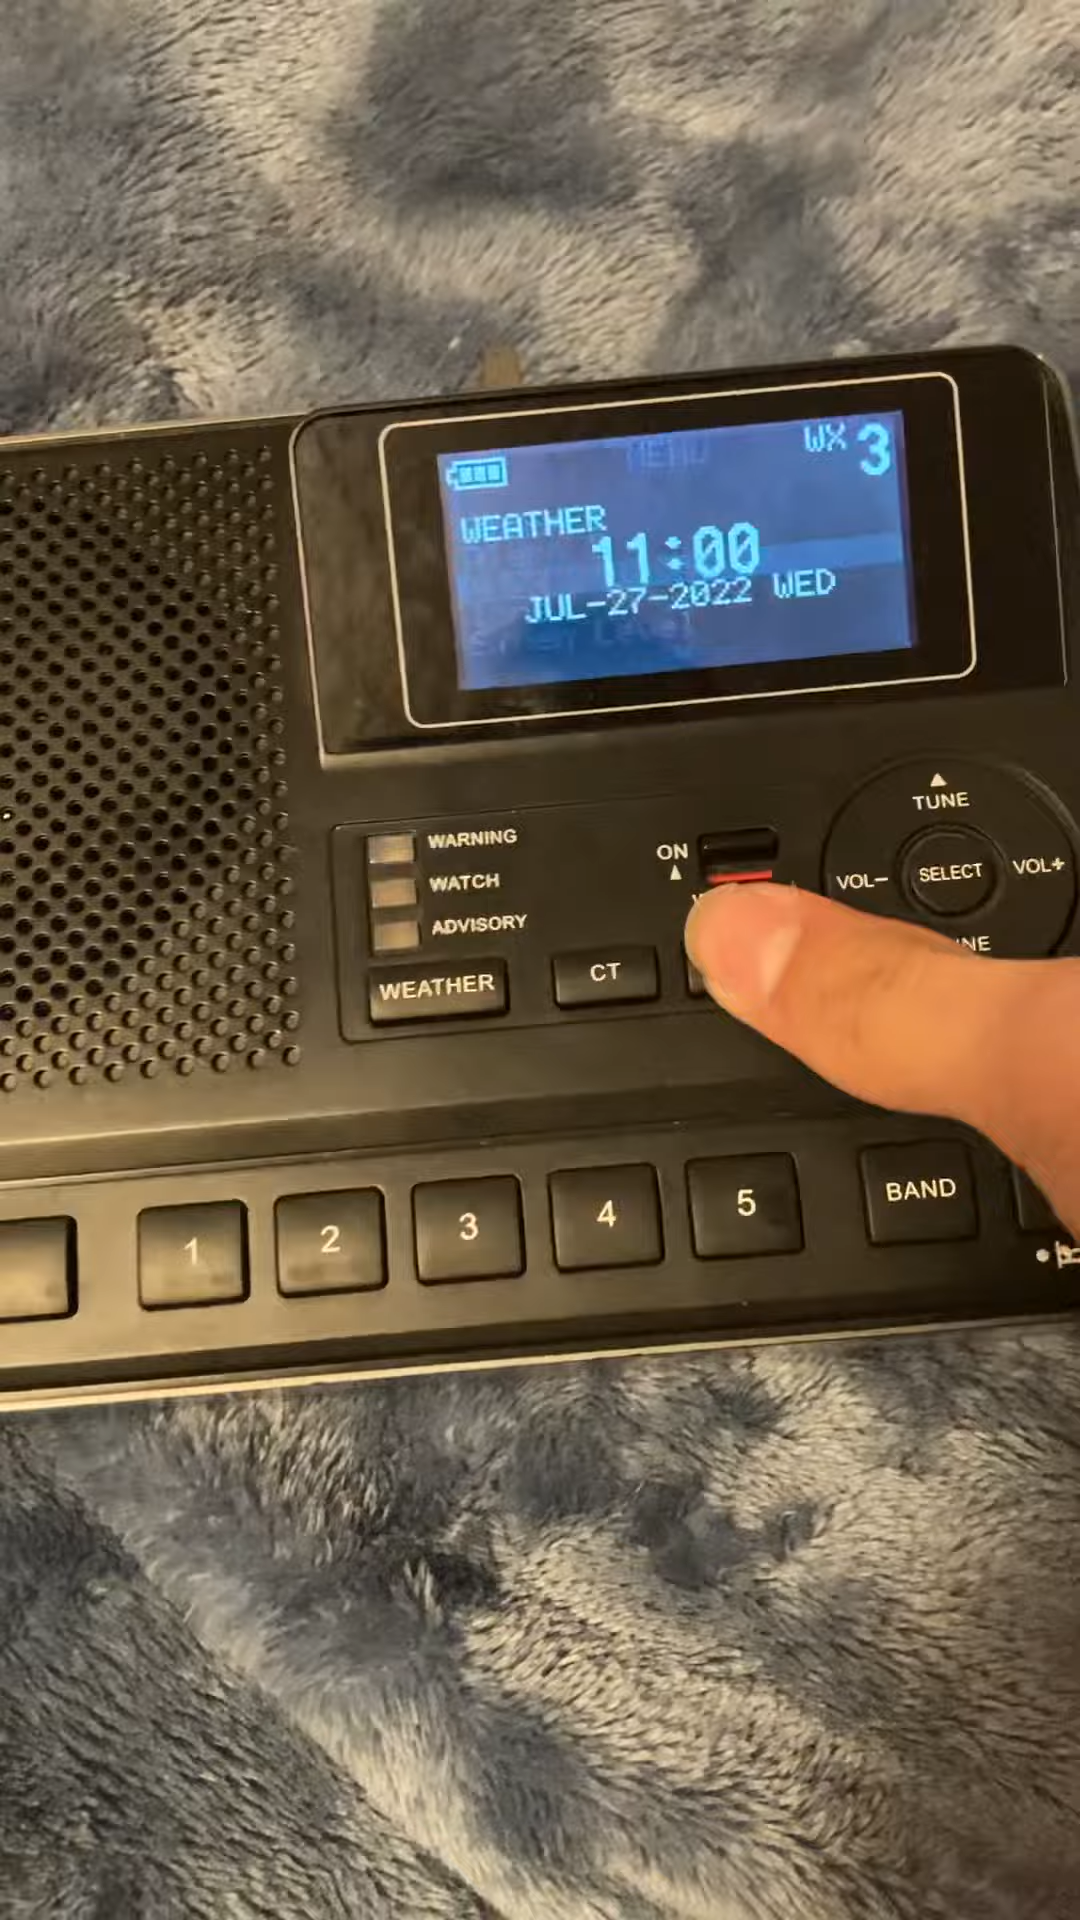 MENU
WX 3
WEATHER
11:00
JUL-27-2022 WED
WARNING
WATCH
ADVISORY
WEATHER
ON
CT
TUNE
VOL-
SELECT
VOL+
1
2
3
4
5
BAND